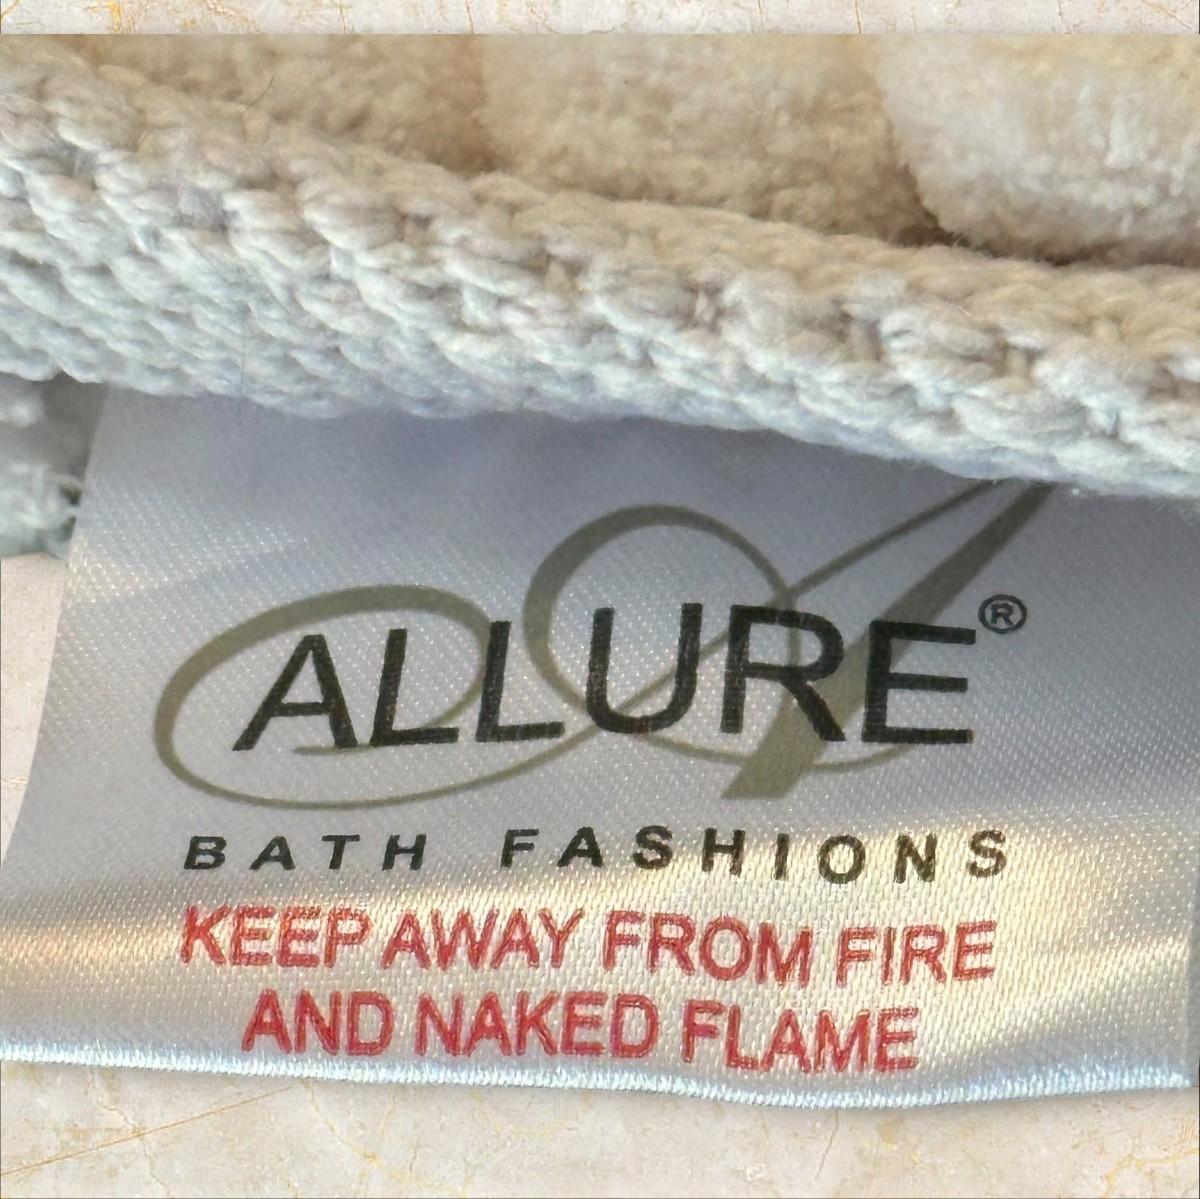 ALLURE®
BATH FASHIONS
KEEP AWAY FROM FIRE
AND NAKED FLAME